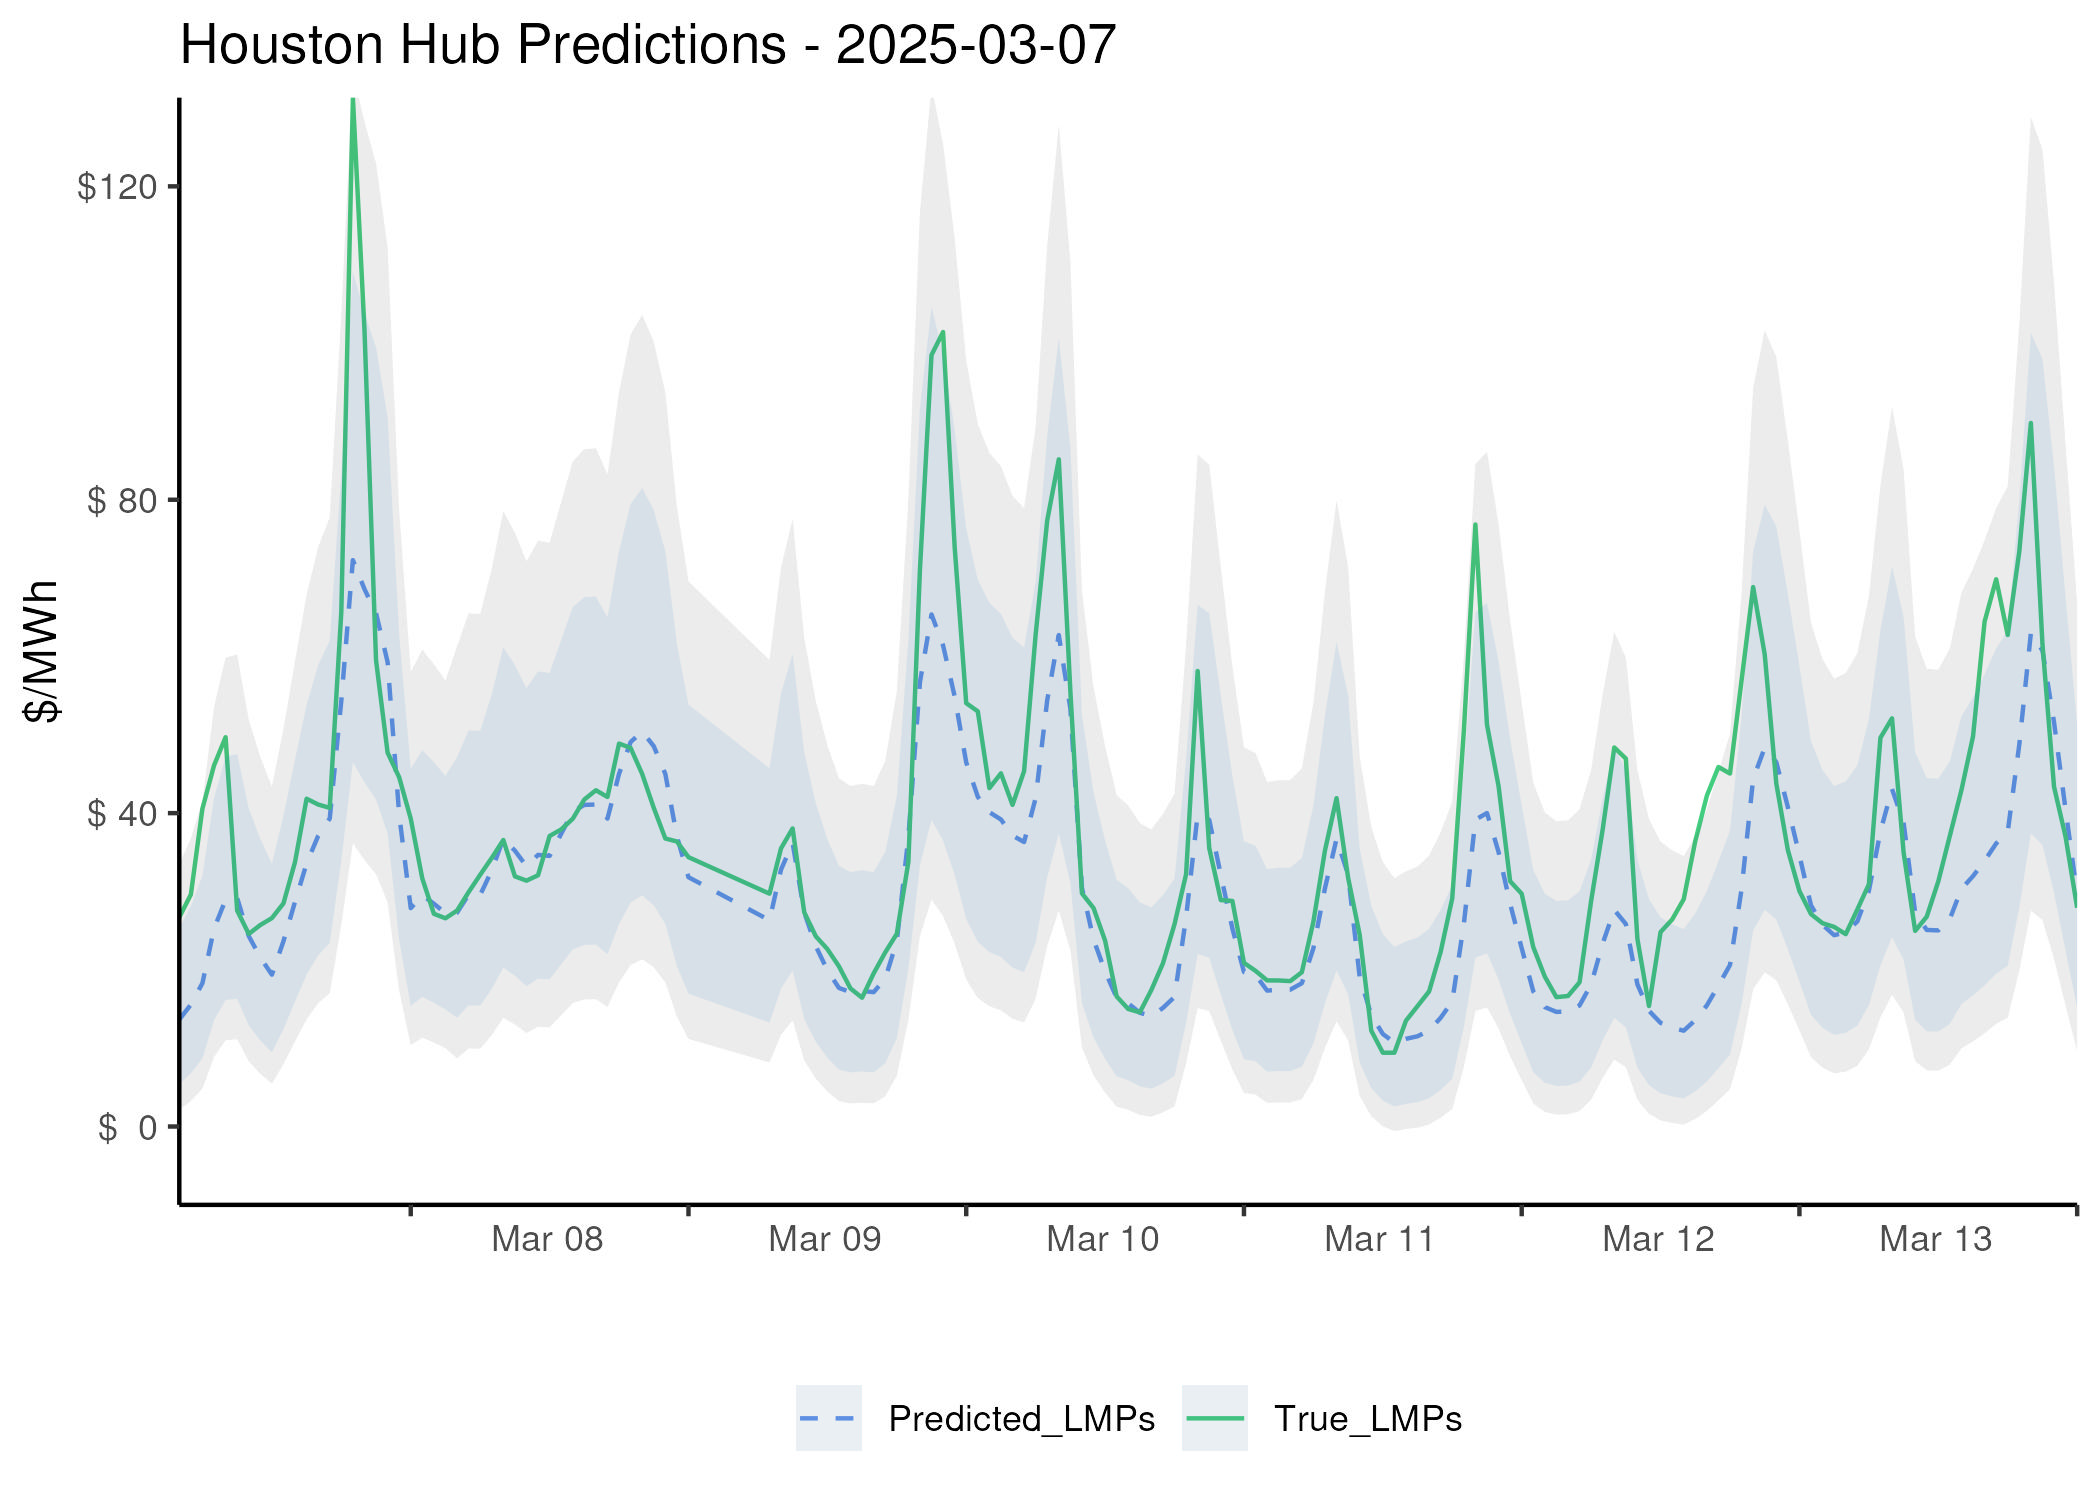 Houston Hub Predictions - 2025-03-07
$120
$ 80
$ 40
$  0
$/MWh
Mar 08 Mar 09 Mar 10 Mar 11 Mar 12 Mar 13
Predicted_LMPs True_LMPs